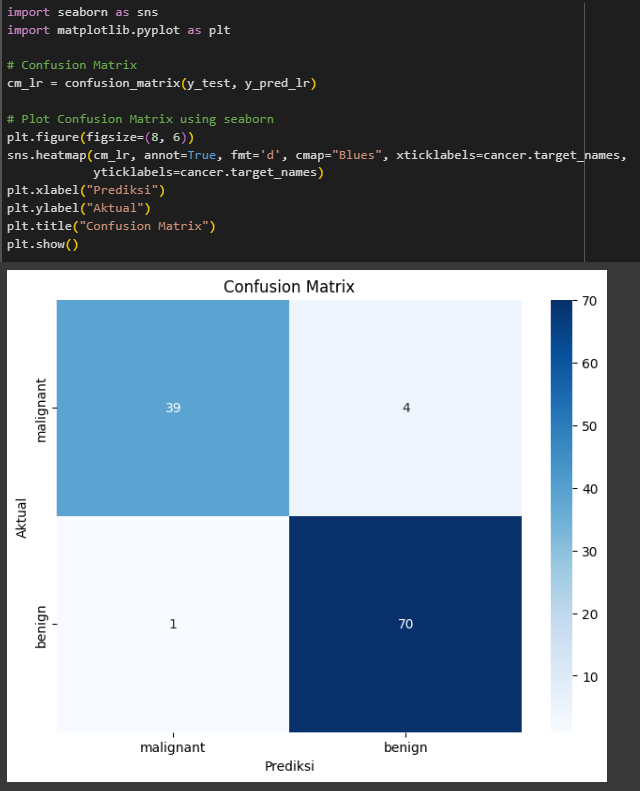 import seaborn as sns
import matplotlib.pyplot as plt
# Confusion Matrix
cm_lr = confusion_matrix(y_test, y_pred_lr)
# Plot Confusion Matrix using seaborn
plt.figure(figsize=(8, 6))
sns.heatmap(cm_lr, annot=True, fmt='d', cmap="Blues", xticklabels=cancer.target_names,
yticklabels=cancer.target_names)
plt.xlabel("Prediksi")
plt.ylabel("Aktual")
plt.title("Confusion Matrix")
plt.show()
Confusion Matrix
Aktual
malignant
39
4
benign
1
70
malignant
benign
Prediksi
70
60
50
40
30
20
10